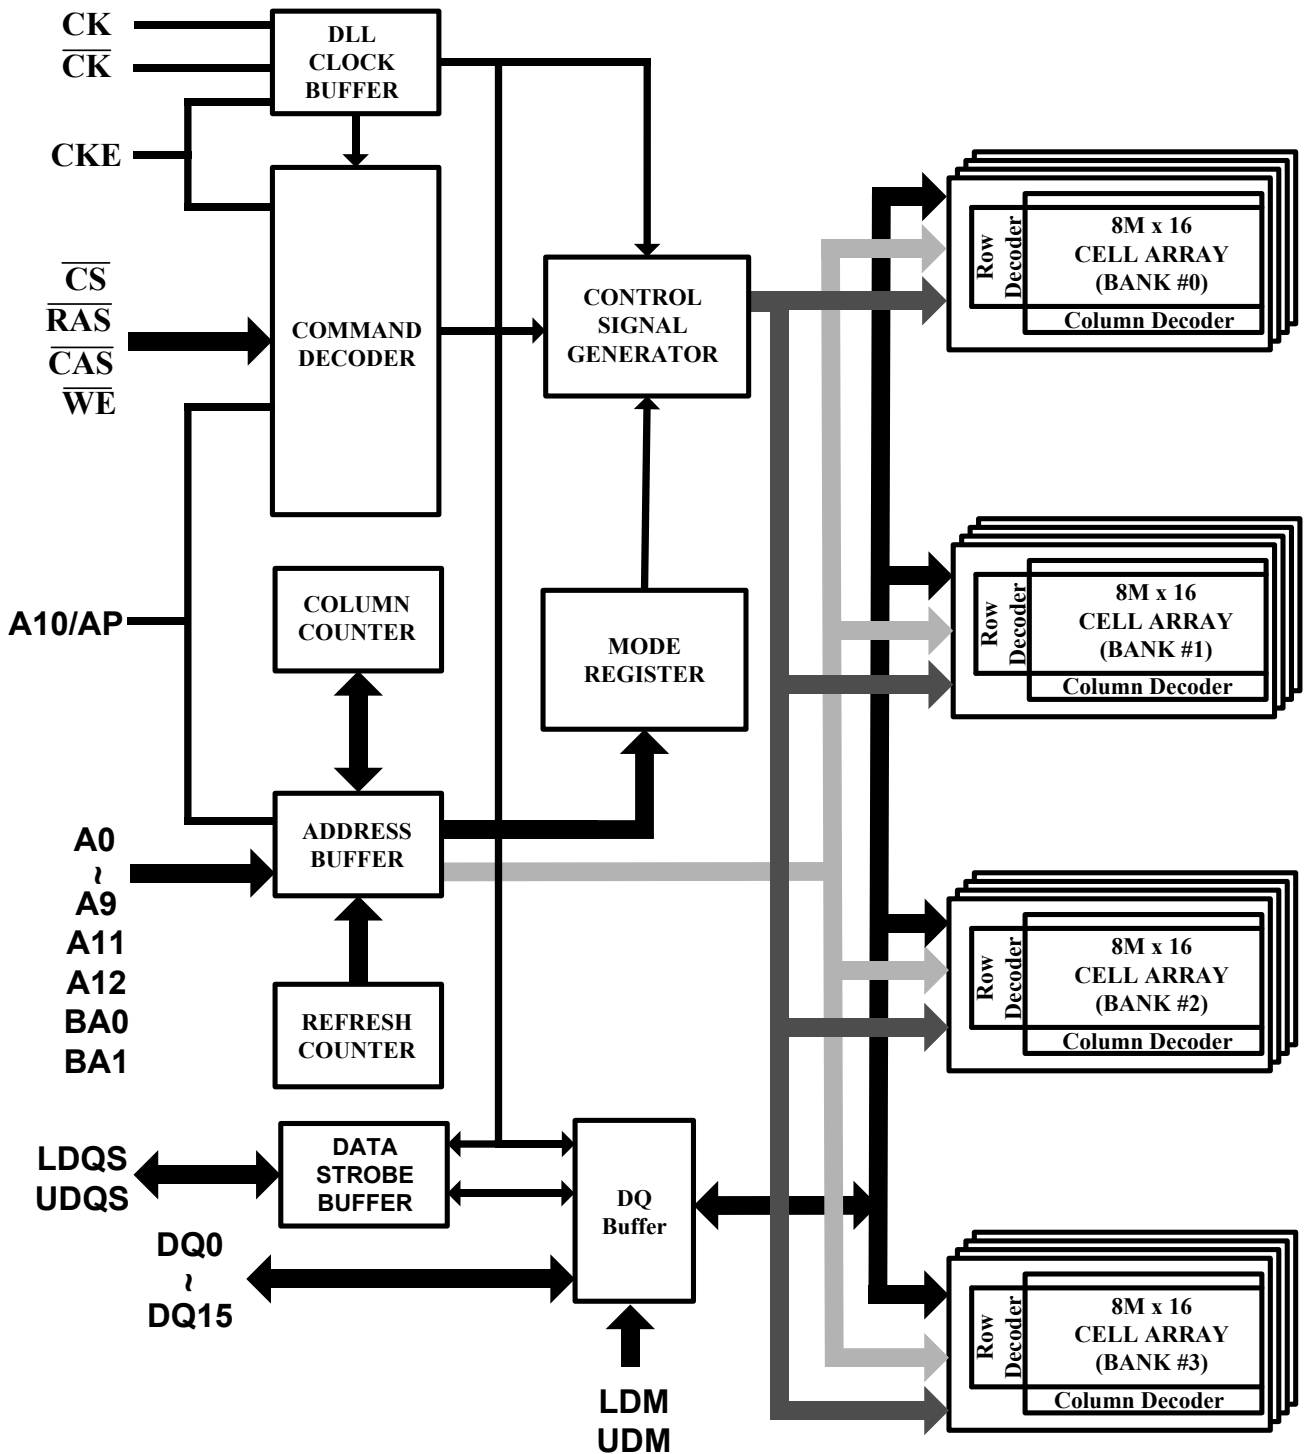 CK
CK
CKE
CS
RAS
CAS
WE
A10/AP
A0
~
A9
A11
A12
BA0
BA1
LDQS
UDQS
DQ0
~
DQ15
LDM
UDM
DLL
CLOCK
BUFFER
COMMAND
DECODER
CONTROL
SIGNAL
GENERATOR
COLUMN
COUNTER
MODE
REGISTER
ADDRESS
BUFFER
REFRESH
COUNTER
DATA
STROBE
BUFFER
DQ
Buffer
Row
Decoder
8M x 16
CELL ARRAY
(BANK #0)
Column Decoder
Row
Decoder
8M x 16
CELL ARRAY
(BANK #1)
Column Decoder
Row
Decoder
8M x 16
CELL ARRAY
(BANK #2)
Column Decoder
Row
Decoder
8M x 16
CELL ARRAY
(BANK #3)
Column Decoder